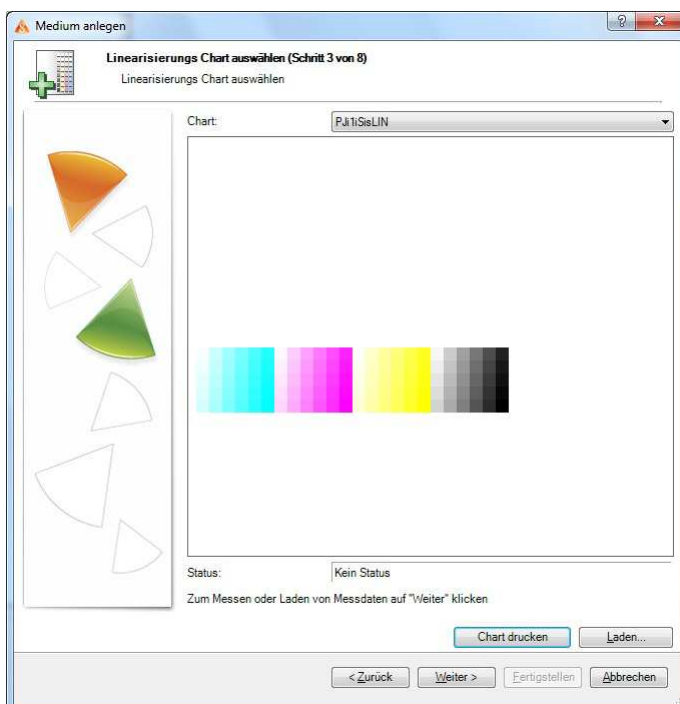 Medium anlegen
Linearisierungs Chart auswählen (Schritt 3 von 8)
Linearisierungs Chart auswählen
Chart: PJi1iSisLIN
Status: Kein Status
Zum Messen oder Laden von Messdaten auf "Weiter" klicken
Chart drucken Laden...
< Zurück Weiter > Fertigstellen Abbrechen